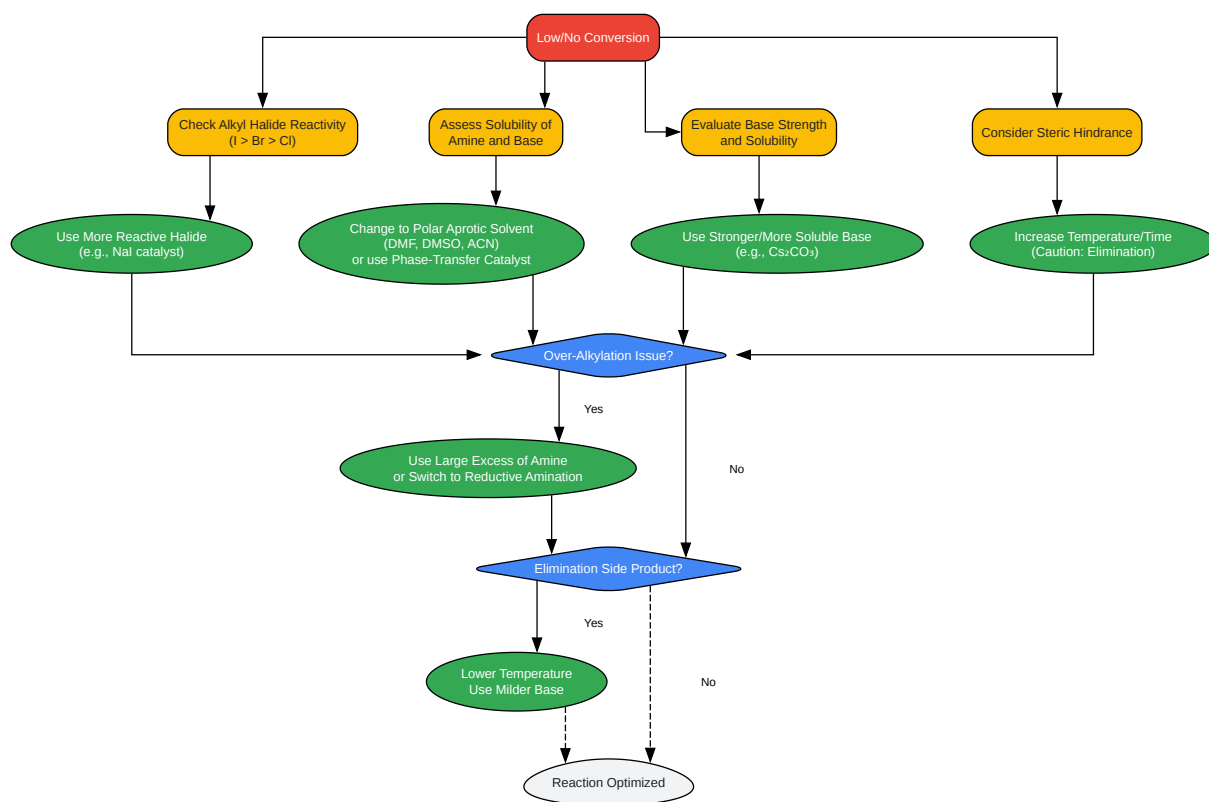 Low/No Conversion
Check Alkyl Halide Reactivity
(I > Br > Cl)
Assess Solubility of
Amine and Base
Evaluate Base Strength
and Solubility
Consider Steric Hindrance
Use More Reactive Halide
(e.g., NaI catalyst)
Change to Polar Aprotic Solvent
(DMF, DMSO, ACN)
or use Phase-Transfer Catalyst
Use Stronger/More Soluble Base
(e.g., Cs₂CO₃)
Increase Temperature/Time
(Caution: Elimination)
Over-Alkylation Issue?
Yes
Use Large Excess of Amine
or Switch to Reductive Amination
No
Elimination Side Product?
Yes
Lower Temperature
Use Milder Base
No
Reaction Optimized